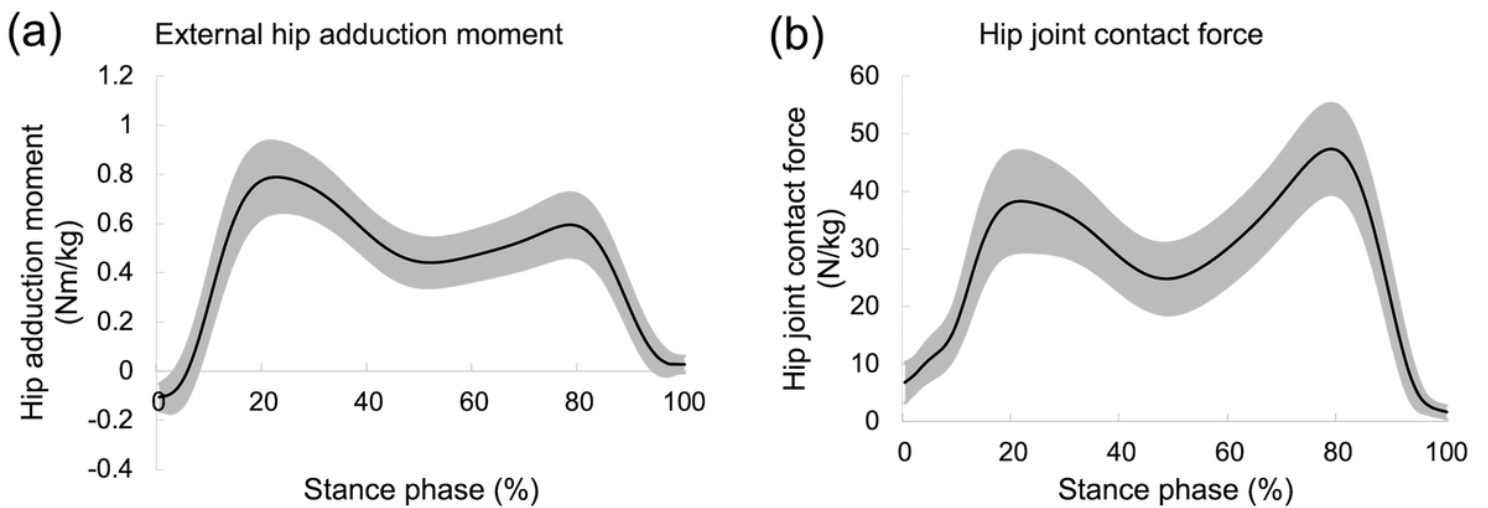 (a)
External hip adduction moment
Hip adduction moment
(Nm/kg)
1.2
1
0.8
0.6
0.4
0.2
0
-0.2
-0.4
0
20
40
60
80
100
Stance phase (%)
(b)
Hip joint contact force
Hip joint contact force
(N/kg)
60
50
40
30
20
10
0
0
20
40
60
80
100
Stance phase (%)